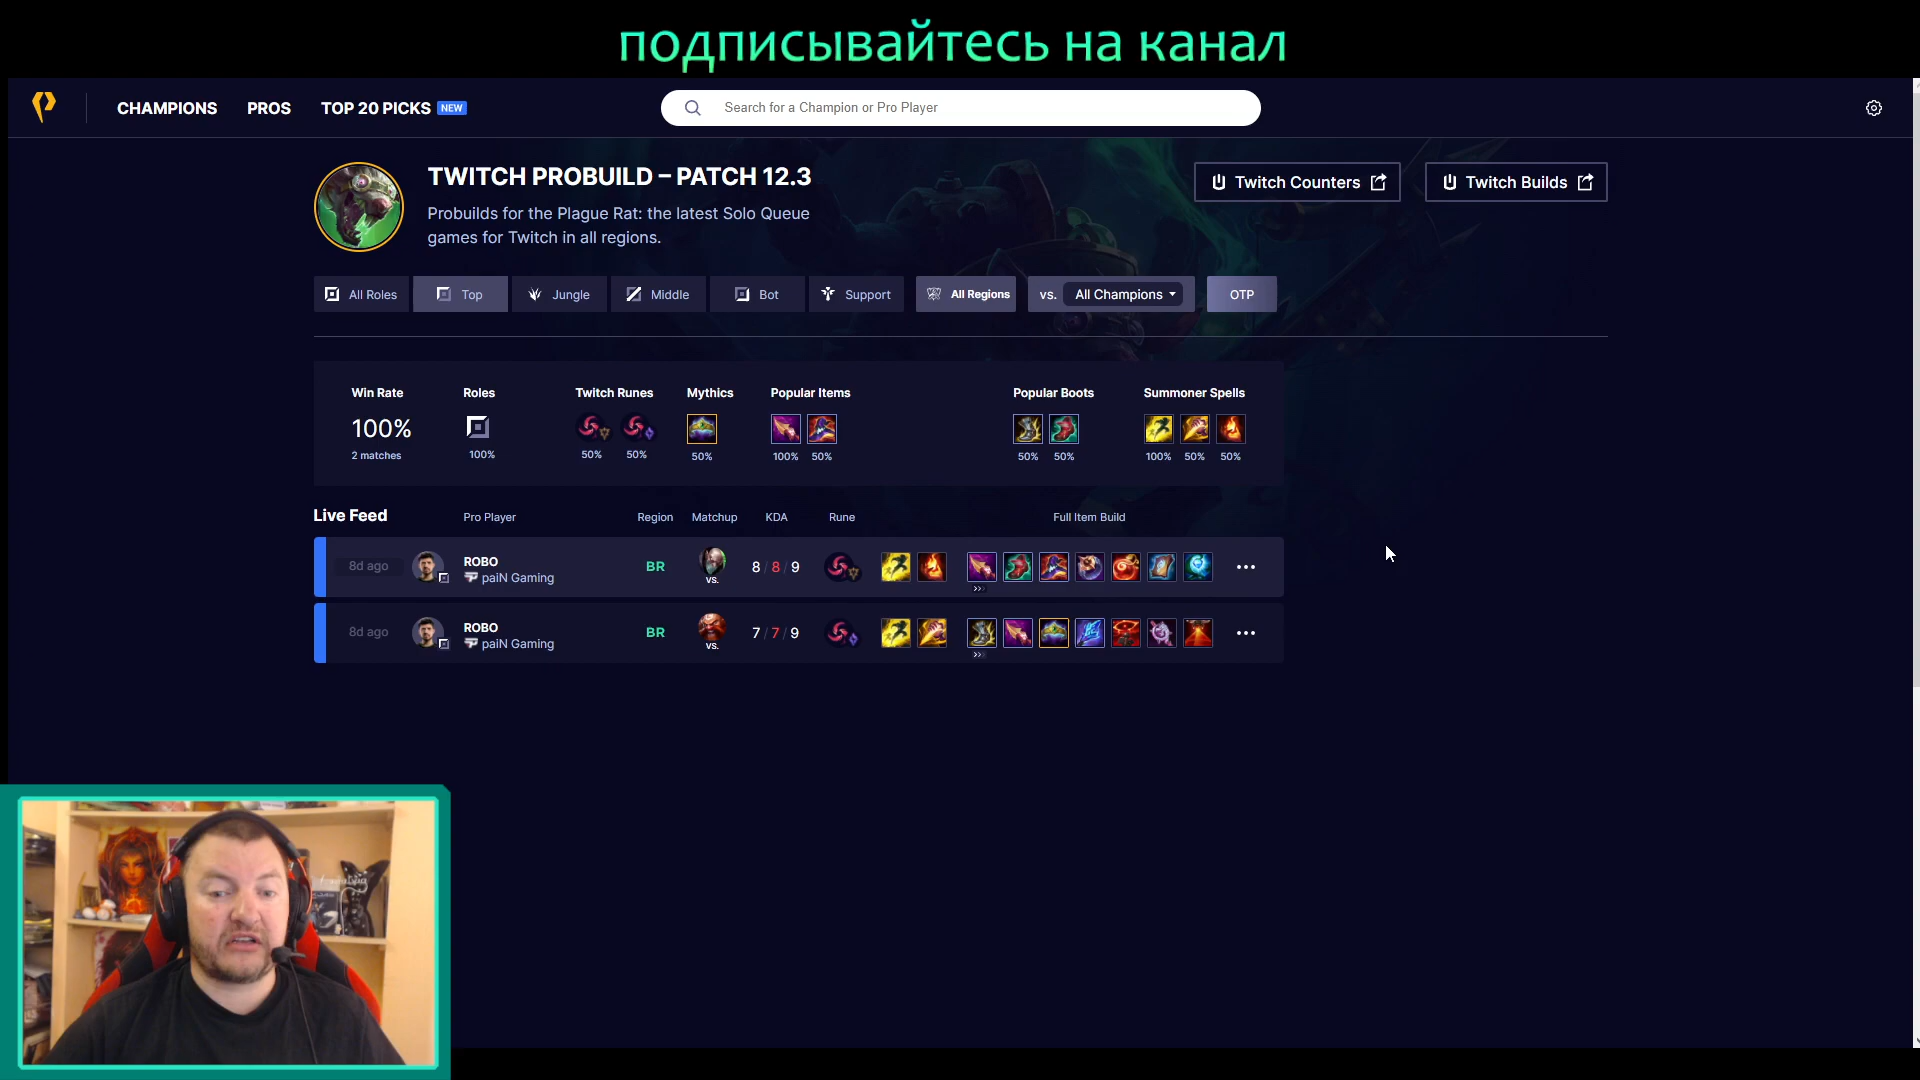 подписывайтесь на канал
CHAMPIONS PROS TOP 20 PICKS NEW
Search for a Champion or Pro Player
TWITCH PROBUILD – PATCH 12.3
Probuilds for the Plague Rat: the latest Solo Queue
games for Twitch in all regions.
Twitch Counters
Twitch Builds
All Roles Top Jungle Middle Bot Support All Regions vs. All Champions OTP
Win Rate Roles Twitch Runes Mythics Popular Items Popular Boots Summoner Spells
100%
2 matches 100% 50% 50% 50% 100% 50% 50% 50% 100% 50% 50%
Live Feed Pro Player Region Matchup KDA Rune Full Item Build
8d ago ROBO BR 8 / 8 / 9
paiN Gaming VS.
8d ago ROBO BR 7 / 7 / 9
paiN Gaming VS.